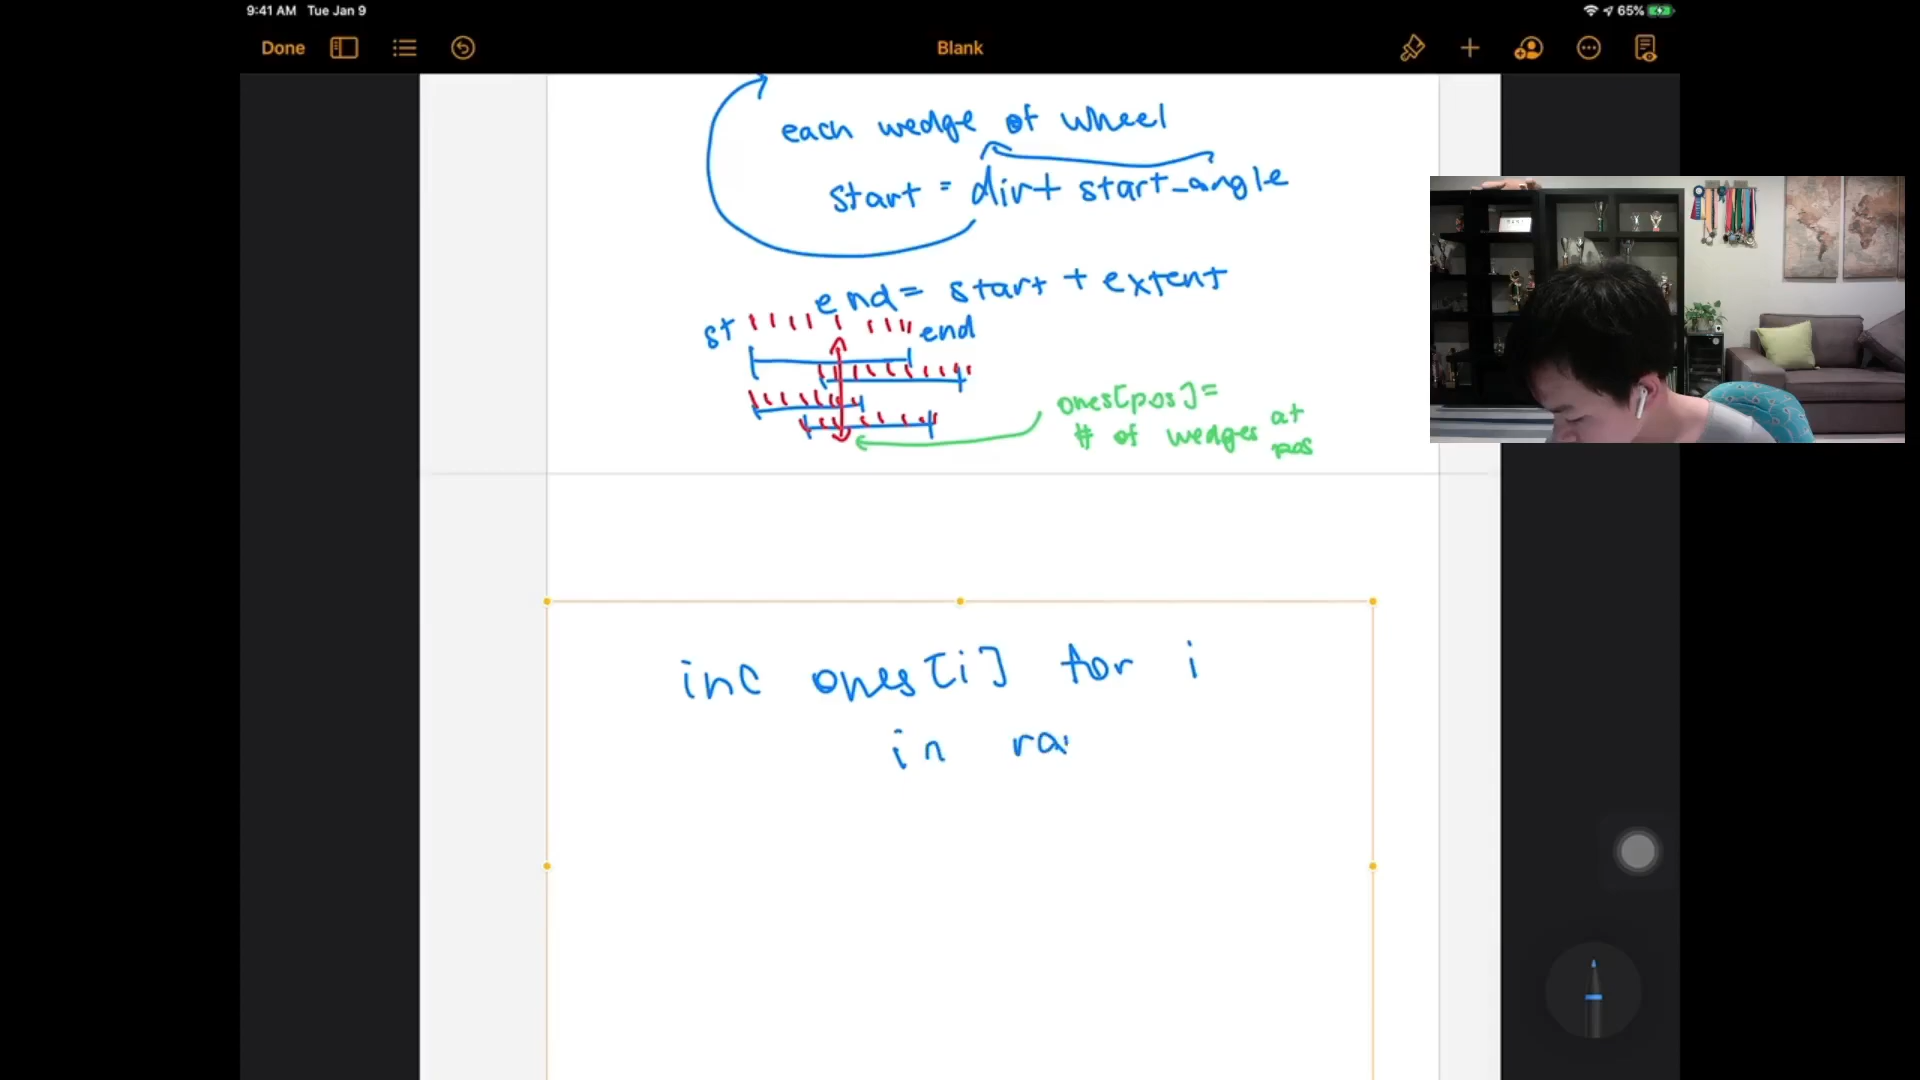 9:41 AM Tue Jan 9
65%
Done
Blank
each wedge of wheel
start = dir + start_angle
end = start + extent
st
end
ones[pos] =
# of wedges at
pos
inc ones[i] for i
in ra